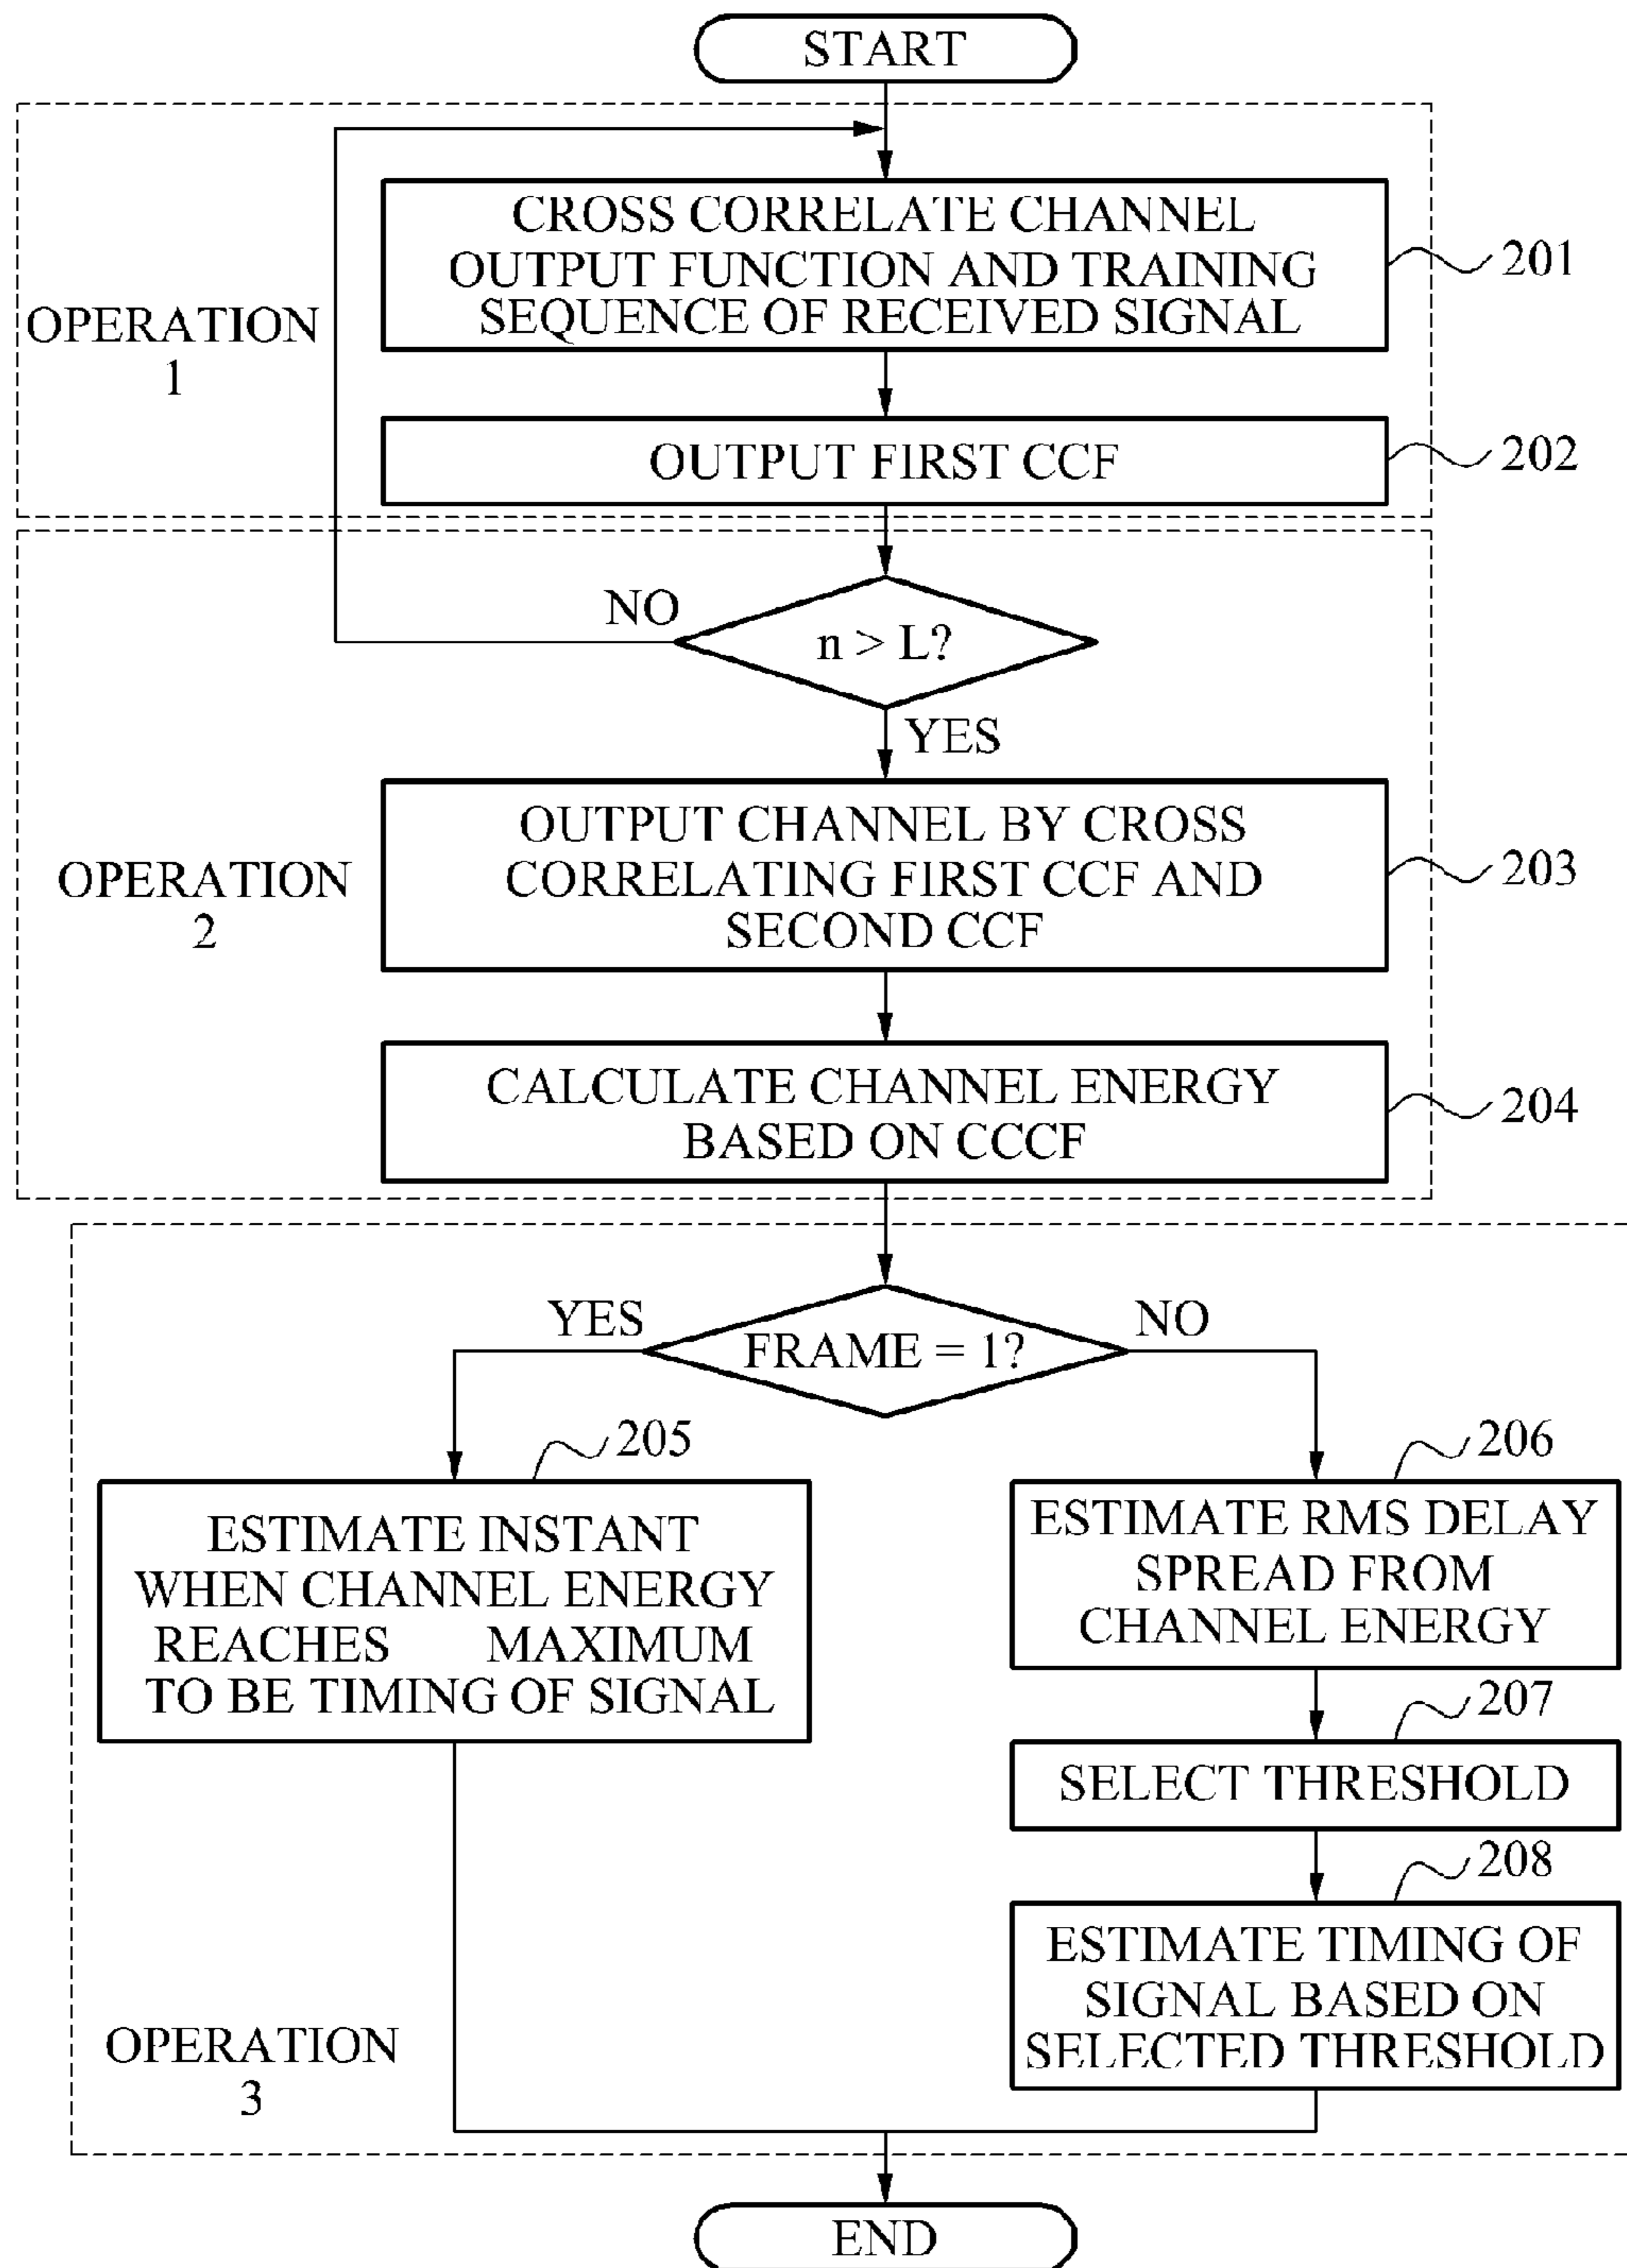 START
CROSS CORRELATE CHANNEL
OUTPUT FUNCTION AND TRAINING
SEQUENCE OF RECEIVED SIGNAL
201
OPERATION
1
OUTPUT FIRST CCF
202
NO
n > L?
YES
OUTPUT CHANNEL BY CROSS
CORRELATING FIRST CCF AND
SECOND CCF
203
OPERATION
2
CALCULATE CHANNEL ENERGY
BASED ON CCCF
204
YES
FRAME = 1?
NO
205
ESTIMATE INSTANT
WHEN CHANNEL ENERGY
REACHES MAXIMUM
TO BE TIMING OF SIGNAL
206
ESTIMATE RMS DELAY
SPREAD FROM
CHANNEL ENERGY
207
SELECT THRESHOLD
208
ESTIMATE TIMING OF
SIGNAL BASED ON
SELECTED THRESHOLD
OPERATION
3
END